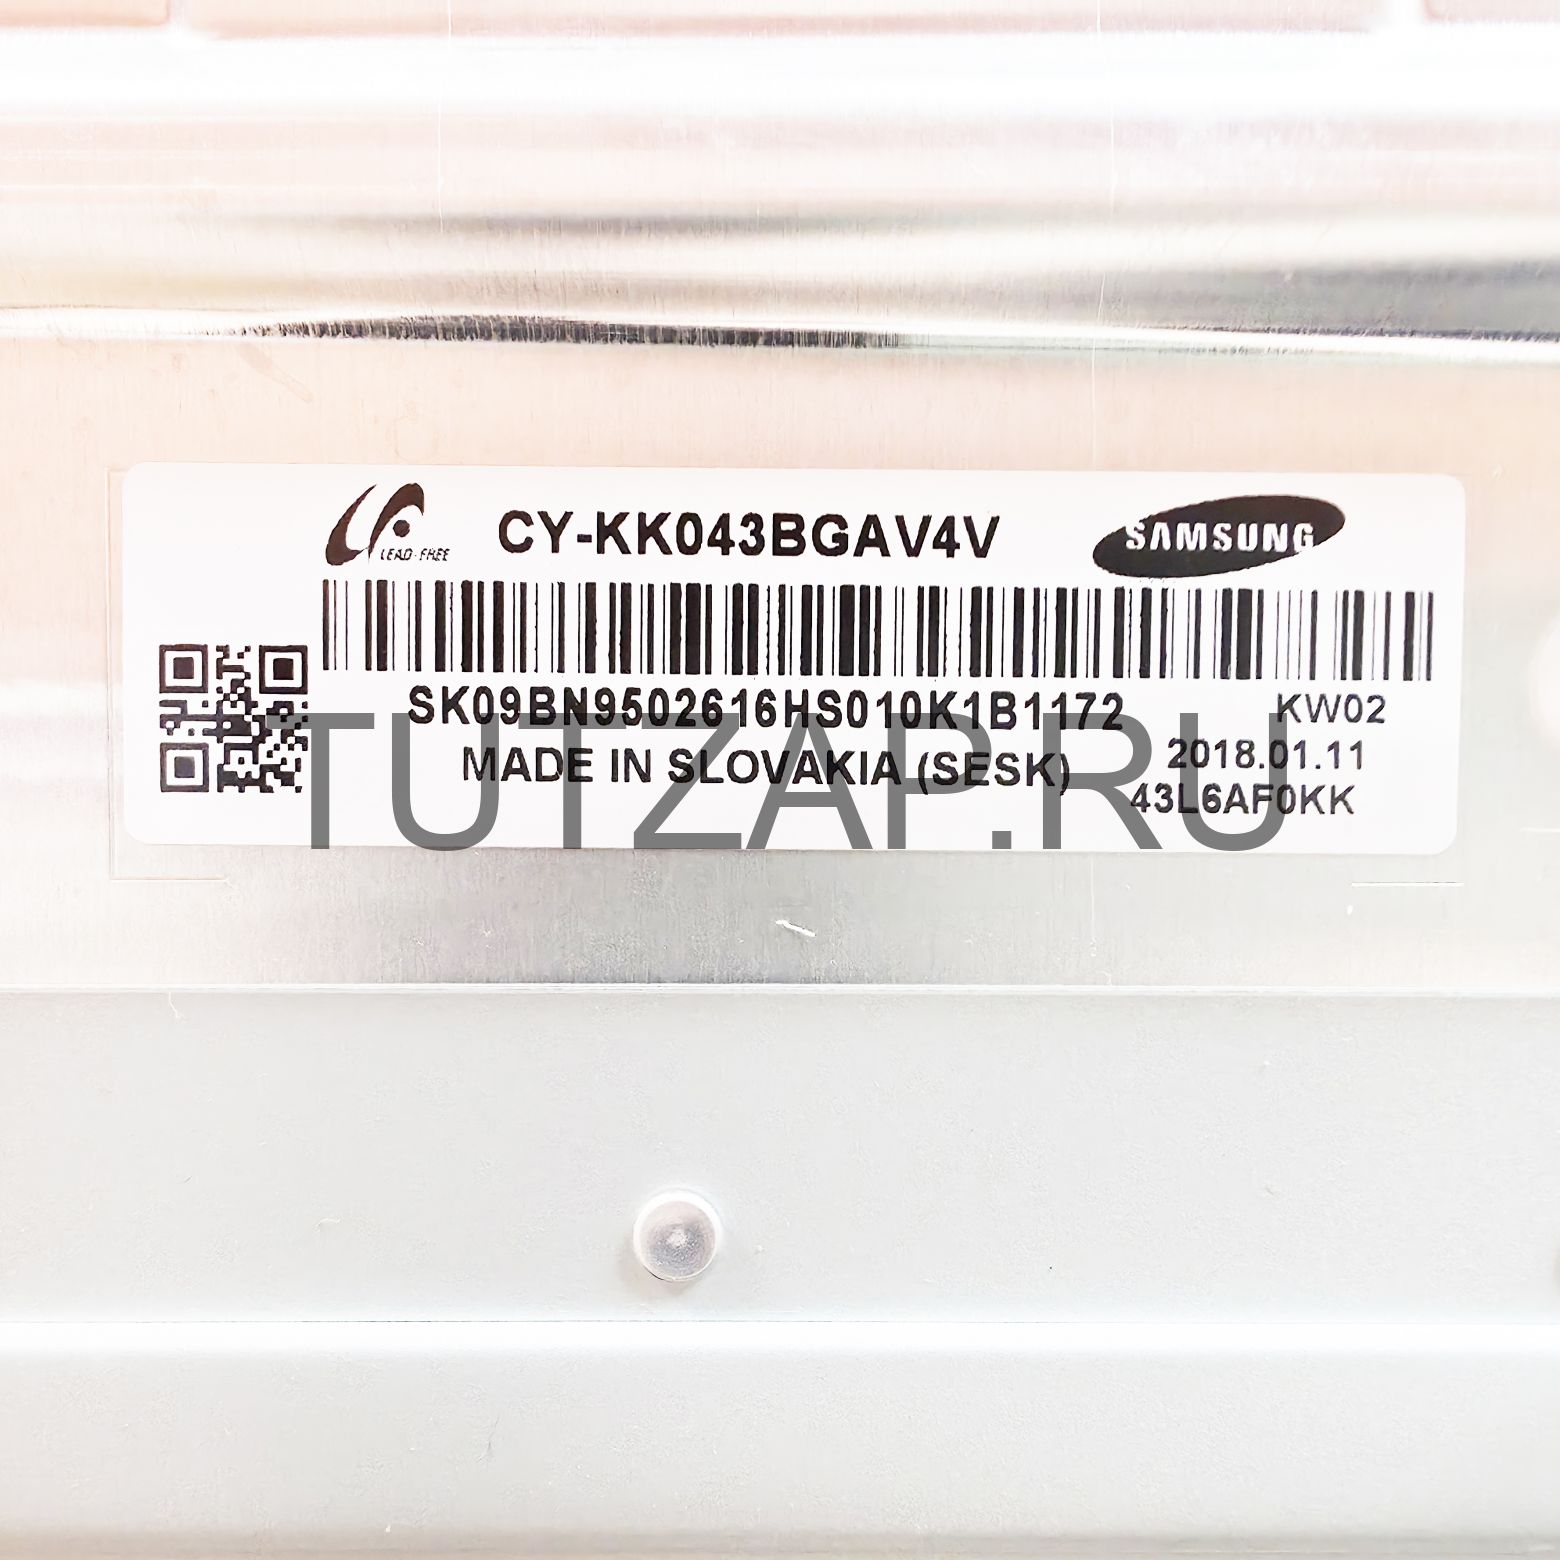 LEAD-FREE
CY-KK043BGAV4V
SAMSUNG
SK09BN9502616HS010K1B1172
KW02
MADE IN SLOVAKIA (SESK)
2018.01.11
43L6AF0KK
TUTZAP.RU